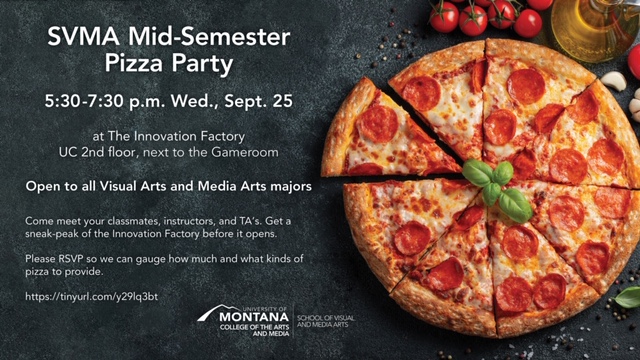 SVMA Mid-Semester
Pizza Party
5:30-7:30 p.m. Wed., Sept. 25
at The Innovation Factory
UC 2nd floor, next to the Gameroom
Open to all Visual Arts and Media Arts majors
Come meet your classmates, instructors, and TA's. Get a
sneak-peak of the Innovation Factory before it opens.
Please RSVP so we can gauge how much and what kinds of
pizza to provide.
https://tinyurl.com/y29lq3bt
UNIVERSITY OF
MONTANA
COLLEGE OF THE ARTS
AND MEDIA
SCHOOL OF VISUAL
AND MEDIA ARTS